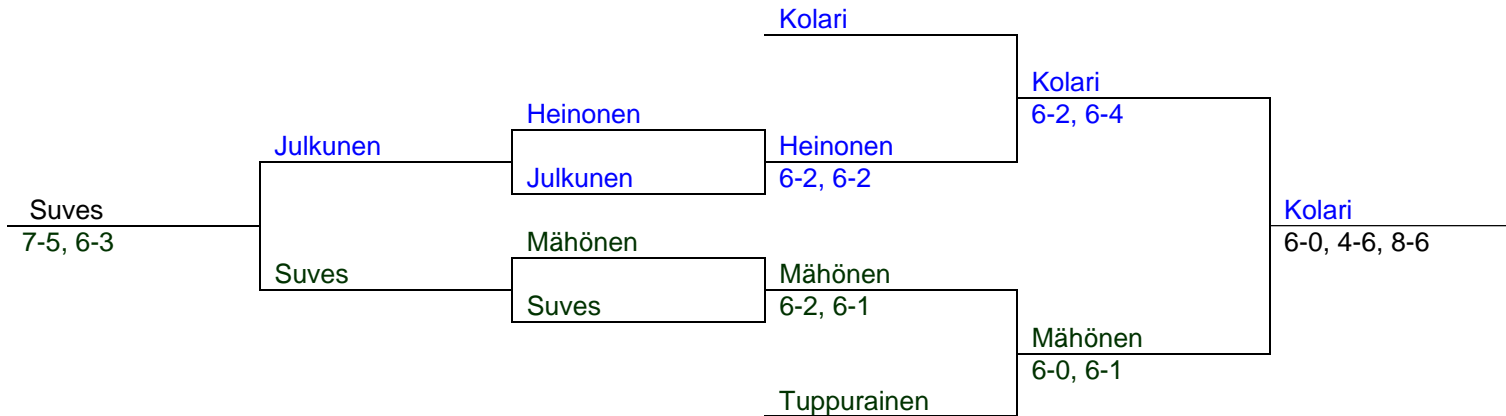 Kolari
Kolari
6-2, 6-4
Heinonen
Julkunen
Heinonen
Julkunen
6-2, 6-2
Suves
7-5, 6-3
Kolari
6-0, 4-6, 8-6
Mähönen
Suves
Mähönen
Suves
6-2, 6-1
Mähönen
6-0, 6-1
Tuppurainen